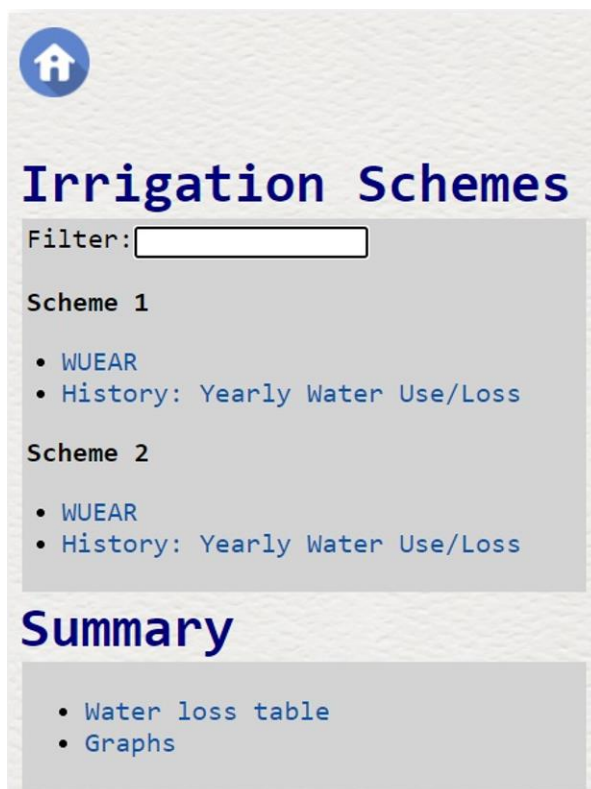 Irrigation Schemes
Filter:
Scheme 1
WUEAR
History: Yearly Water Use/Loss
Scheme 2
WUEAR
History: Yearly Water Use/Loss
Summary
Water loss table
Graphs